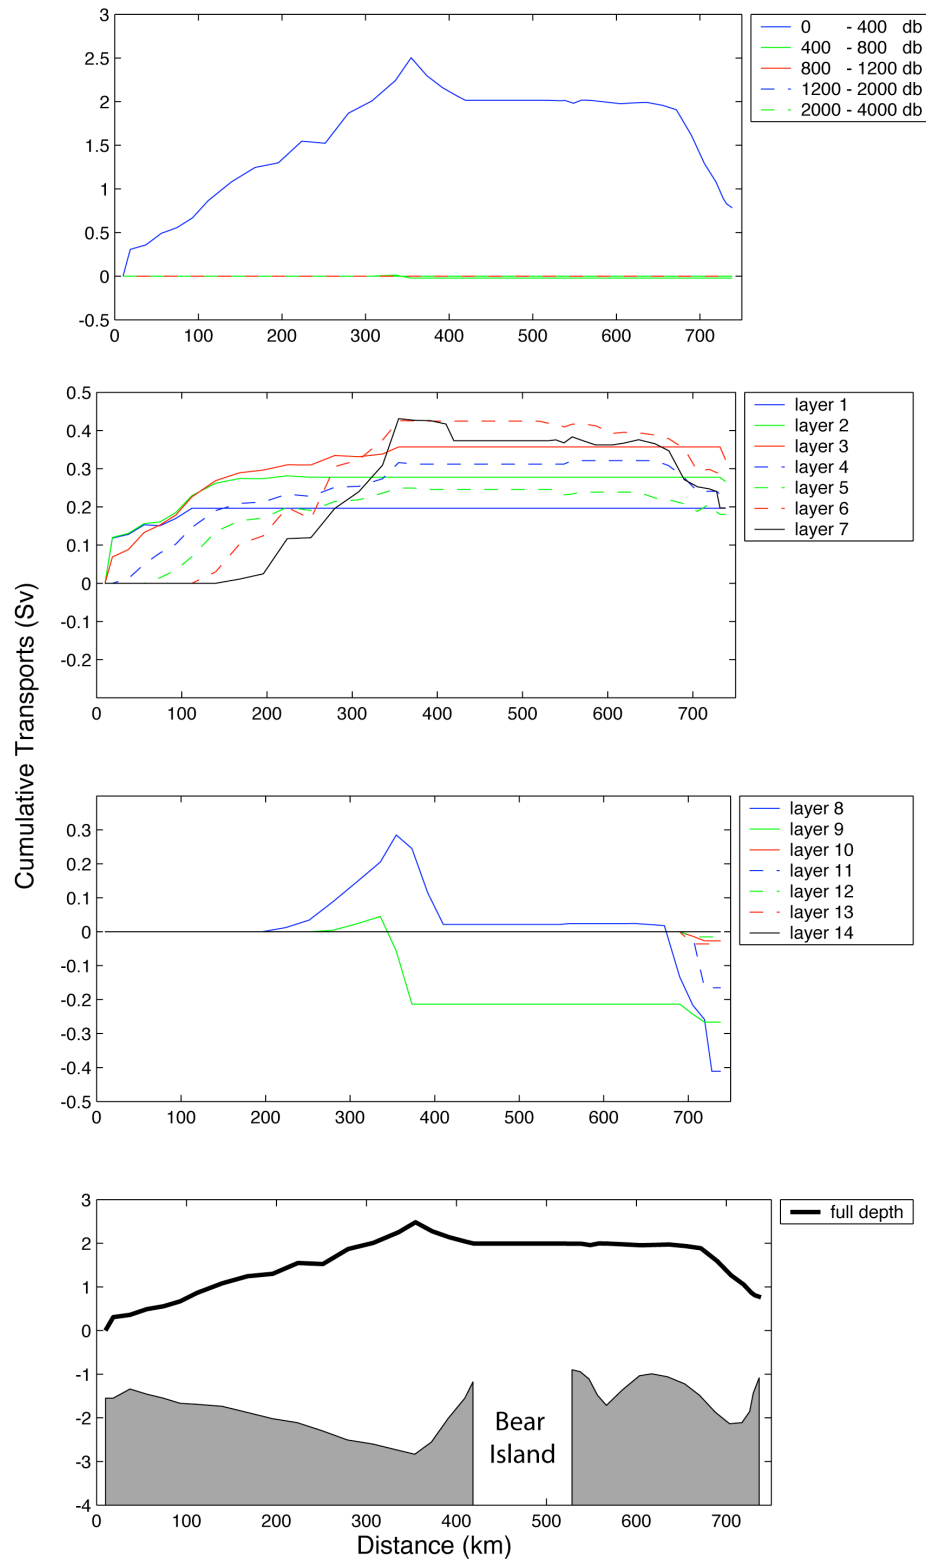 3
2.5
2
1.5
1
0.5
0
-0.5
0 100 200 300 400 500 600 700
0 - 400 db
400 - 800 db
800 - 1200 db
1200 - 2000 db
2000 - 4000 db
Cumulative Transports (Sv)
0.5
0.4
0.3
0.2
0.1
0
-0.1
-0.2
0 100 200 300 400 500 600 700
layer 1
layer 2
layer 3
layer 4
layer 5
layer 6
layer 7
0.3
0.2
0.1
0
-0.1
-0.2
-0.3
-0.4
-0.5
0 100 200 300 400 500 600 700
layer 8
layer 9
layer 10
layer 11
layer 12
layer 13
layer 14
3
2
1
0
-1
-2
-3
-4
full depth
Bear
Island
0 100 200 300 400 500 600 700
Distance (km)